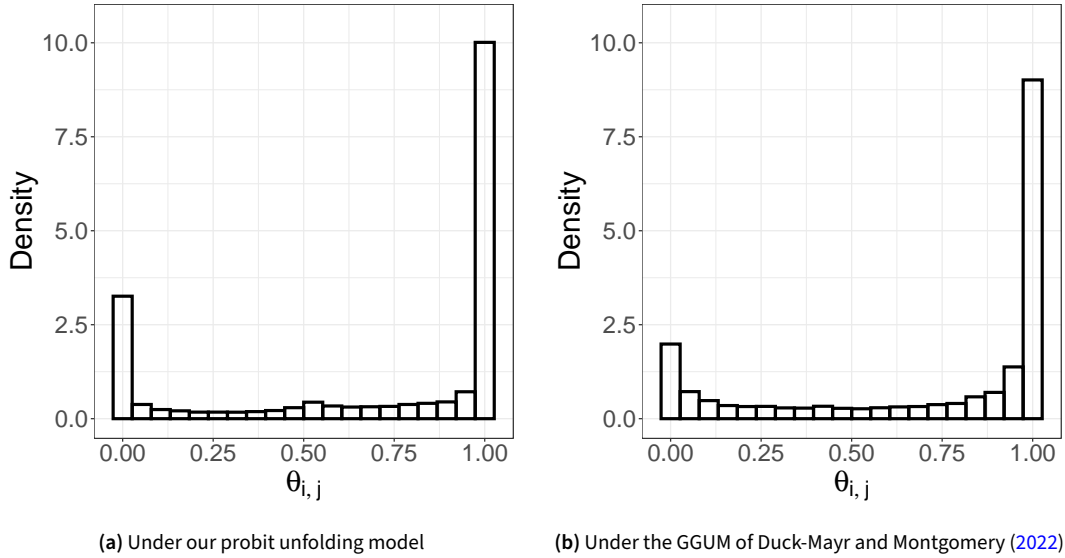 10.0
7.5
5.0
2.5
0.0
Density
0.00 0.25 0.50 0.75 1.00
θi, j
(a) Under our probit unfolding model
10.0
7.5
5.0
2.5
0.0
Density
0.00 0.25 0.50 0.75 1.00
θi, j
(b) Under the GGUM of Duck-Mayr and Montgomery (2022)